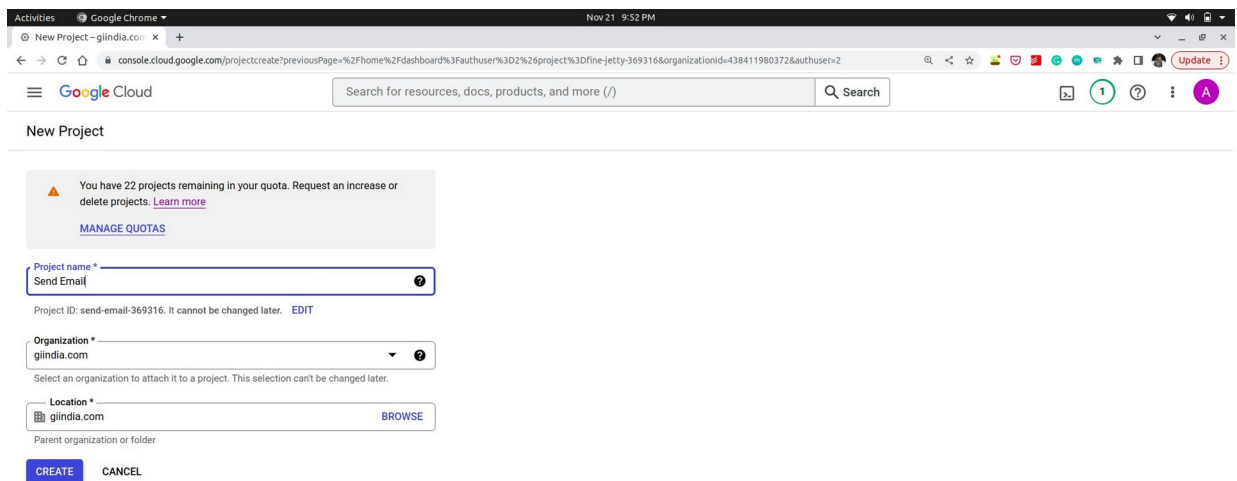 Activities Google Chrome Nov 21 9:52 PM
New Project – giindia.com × +
console.cloud.google.com/projectcreate?previousPage=%2Fhome%2Fdashboard%3Fauthuser%3D2%26project%3Dfine-jetty-369316&organizationId=438411980372&authuser=2 Update
Google Cloud Search for resources, docs, products, and more (/) Search 1 A
New Project
You have 22 projects remaining in your quota. Request an increase or
delete projects. Learn more
MANAGE QUOTAS
Project name *
Send Email
Project ID: send-email-369316. It cannot be changed later. EDIT
Organization *
giindia.com
Select an organization to attach it to a project. This selection can't be changed later.
Location *
giindia.com BROWSE
Parent organization or folder
CREATE CANCEL